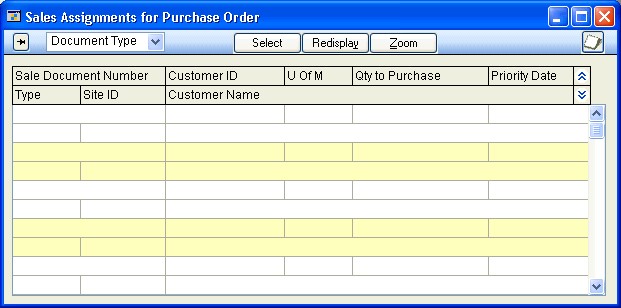 Sales Assignments for Purchase Order
Document Type Select Redisplay Zoom
Sale Document Number Customer ID U Of M Qty to Purchase Priority Date
Type Site ID Customer Name